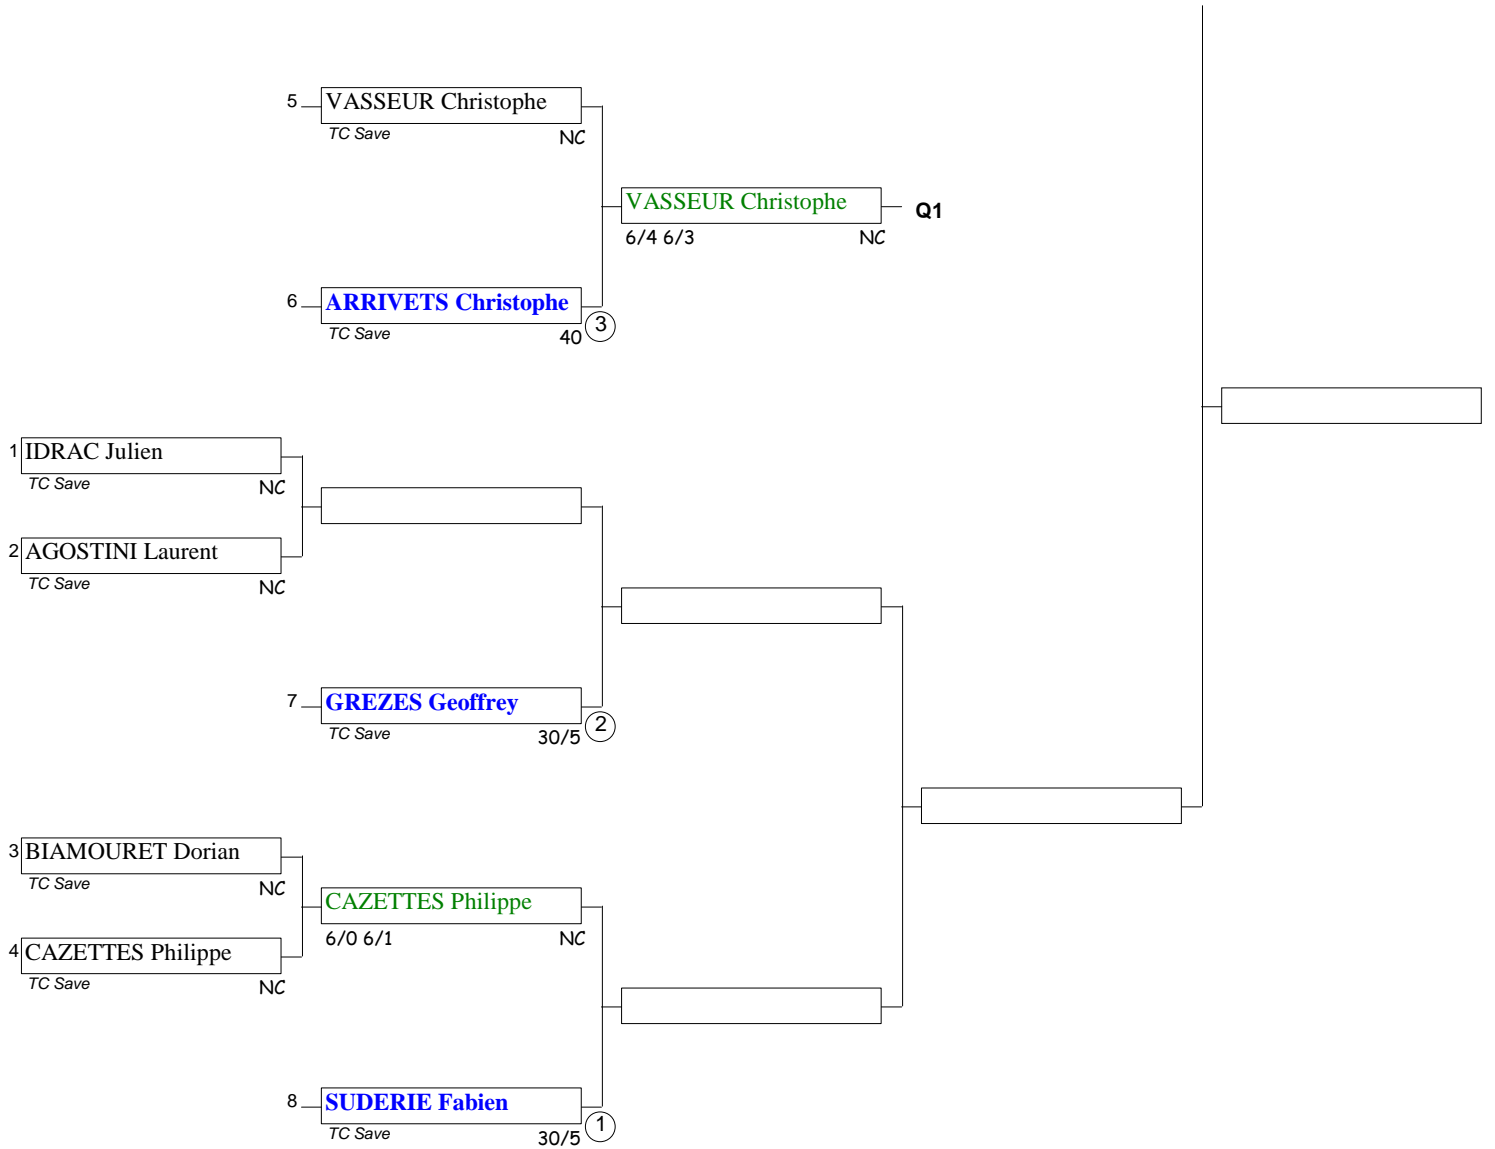 5 VASSEUR Christophe
TC Save NC
VASSEUR Christophe Q1
6/4 6/3 NC
6 ARRIVETS Christophe
TC Save 40 3
1 IDRAC Julien
TC Save NC
2 AGOSTINI Laurent
TC Save NC
7 GREZES Geoffrey
TC Save 30/5 2
3 BIAMOURET Dorian
TC Save NC
CAZETTES Philippe
6/0 6/1 NC
4 CAZETTES Philippe
TC Save NC
8 SUDERIE Fabien
TC Save 30/5 1